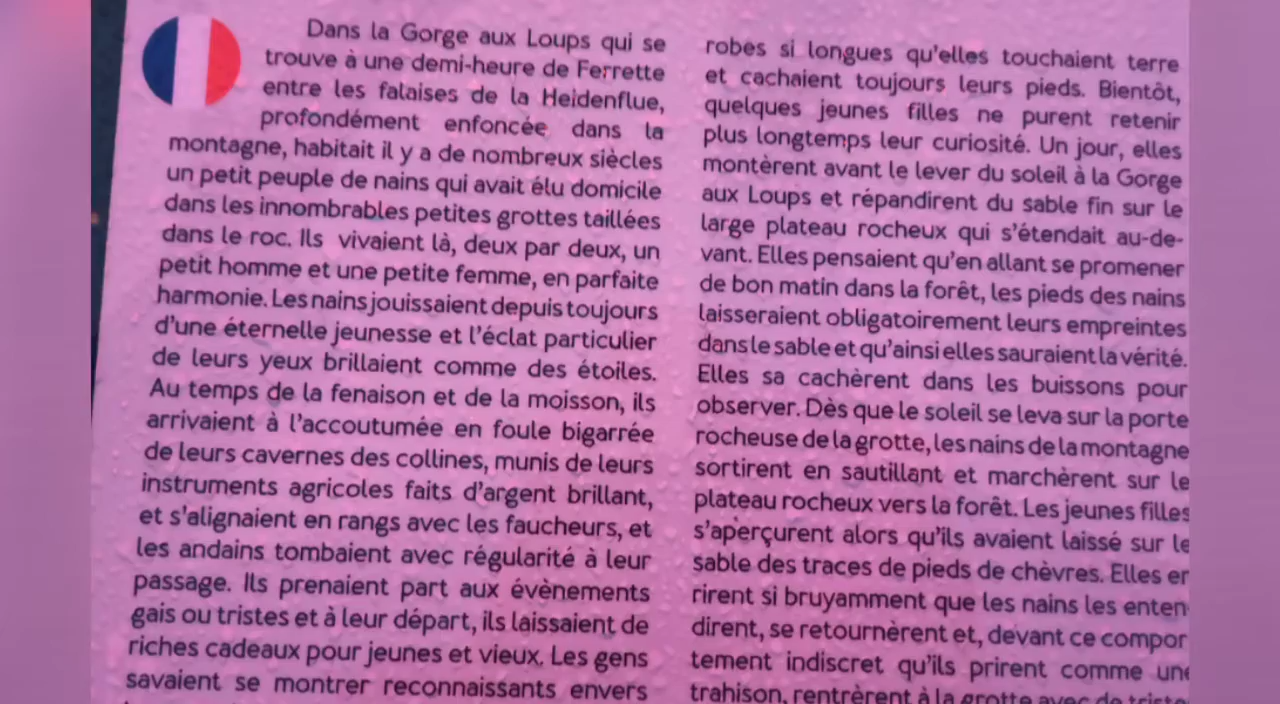 Dans la Gorge aux Loups qui se
trouve à une demi-heure de Ferrette
entre les falaises de la Heidenflue,
profondément enfoncée dans la
montagne, habitait il y a de nombreux siècles
un petit peuple de nains qui avait élu domicile
dans les innombrables petites grottes taillées
dans le roc. Ils vivaient là, deux par deux, un
petit homme et une petite femme, en parfaite
harmonie. Les nains jouissaient depuis toujours
d'une éternelle jeunesse et l'éclat particulier
de leurs yeux brillaient comme des étoiles.
Au temps de la fenaison et de la moisson, ils
arrivaient à l'accoutumée en foule bigarrée
de leurs cavernes des collines, munis de leurs
instruments agricoles faits d'argent brillant,
et s'alignaient en rangs avec les faucheurs, et
les andains tombaient avec régularité à leur
passage. Ils prenaient part aux évènements
gais ou tristes et à leur départ, ils laissaient de
riches cadeaux pour jeunes et vieux. Les gens
savaient se montrer reconnaissants envers
robes si longues qu'elles touchaient terre
et cachaient toujours leurs pieds. Bientôt,
quelques jeunes filles ne purent retenir
plus longtemps leur curiosité. Un jour, elles
montèrent avant le lever du soleil à la Gorge
aux Loups et répandirent du sable fin sur le
large plateau rocheux qui s'étendait au-de-
vant. Elles pensaient qu'en allant se promener
de bon matin dans la forêt, les pieds des nains
laisseraient obligatoirement leurs empreintes
dans le sable et qu'ainsi elles sauraient la vérité.
Elles sa cachèrent dans les buissons pour
observer. Dès que le soleil se leva sur la porte
rocheuse de la grotte, les nains de la montagne
sortirent en sautillant et marchèrent sur le
plateau rocheux vers la forêt. Les jeunes filles
s'aperçurent alors qu'ils avaient laissé sur le
sable des traces de pieds de chèvres. Elles en
rirent si bruyamment que les nains les enten
dirent, se retournèrent et, devant ce compor
tement indiscret qu'ils prirent comme une
trahison, rentrèrent à la grotte avec de triste